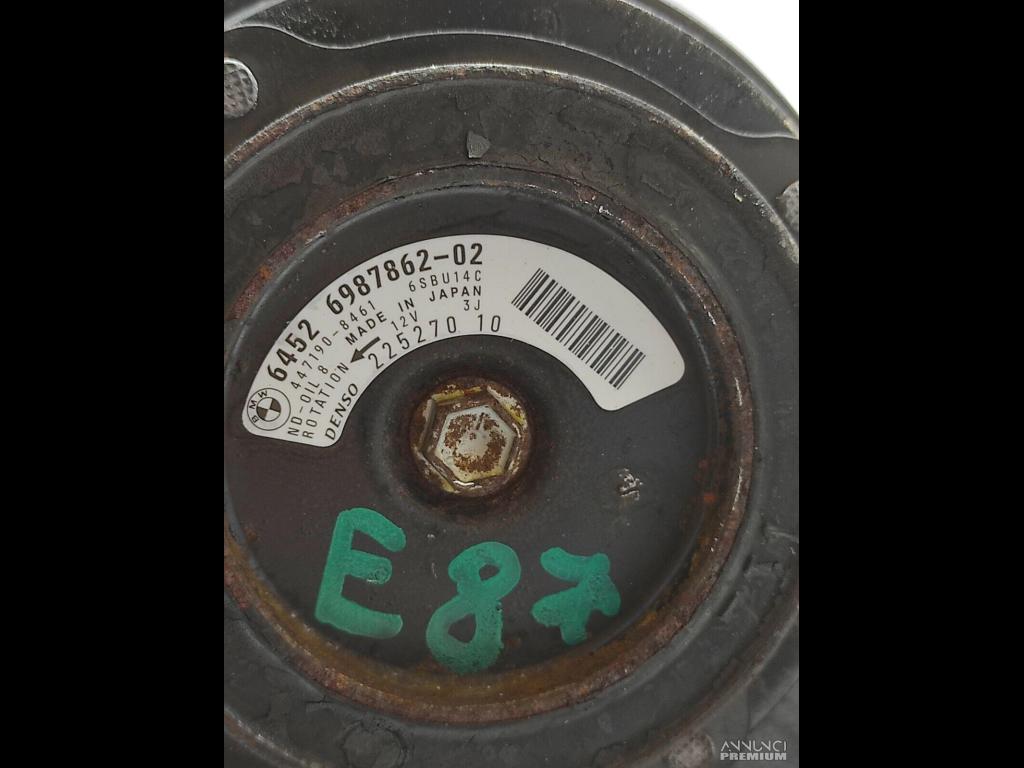 BMW
6452 6987862-02
447190-8461 6SBU14C
ND-OIL 8 MADE IN JAPAN
ROTATION 12V 3J
DENSO 225270 10
E87
ANNUNCI
PREMIUM